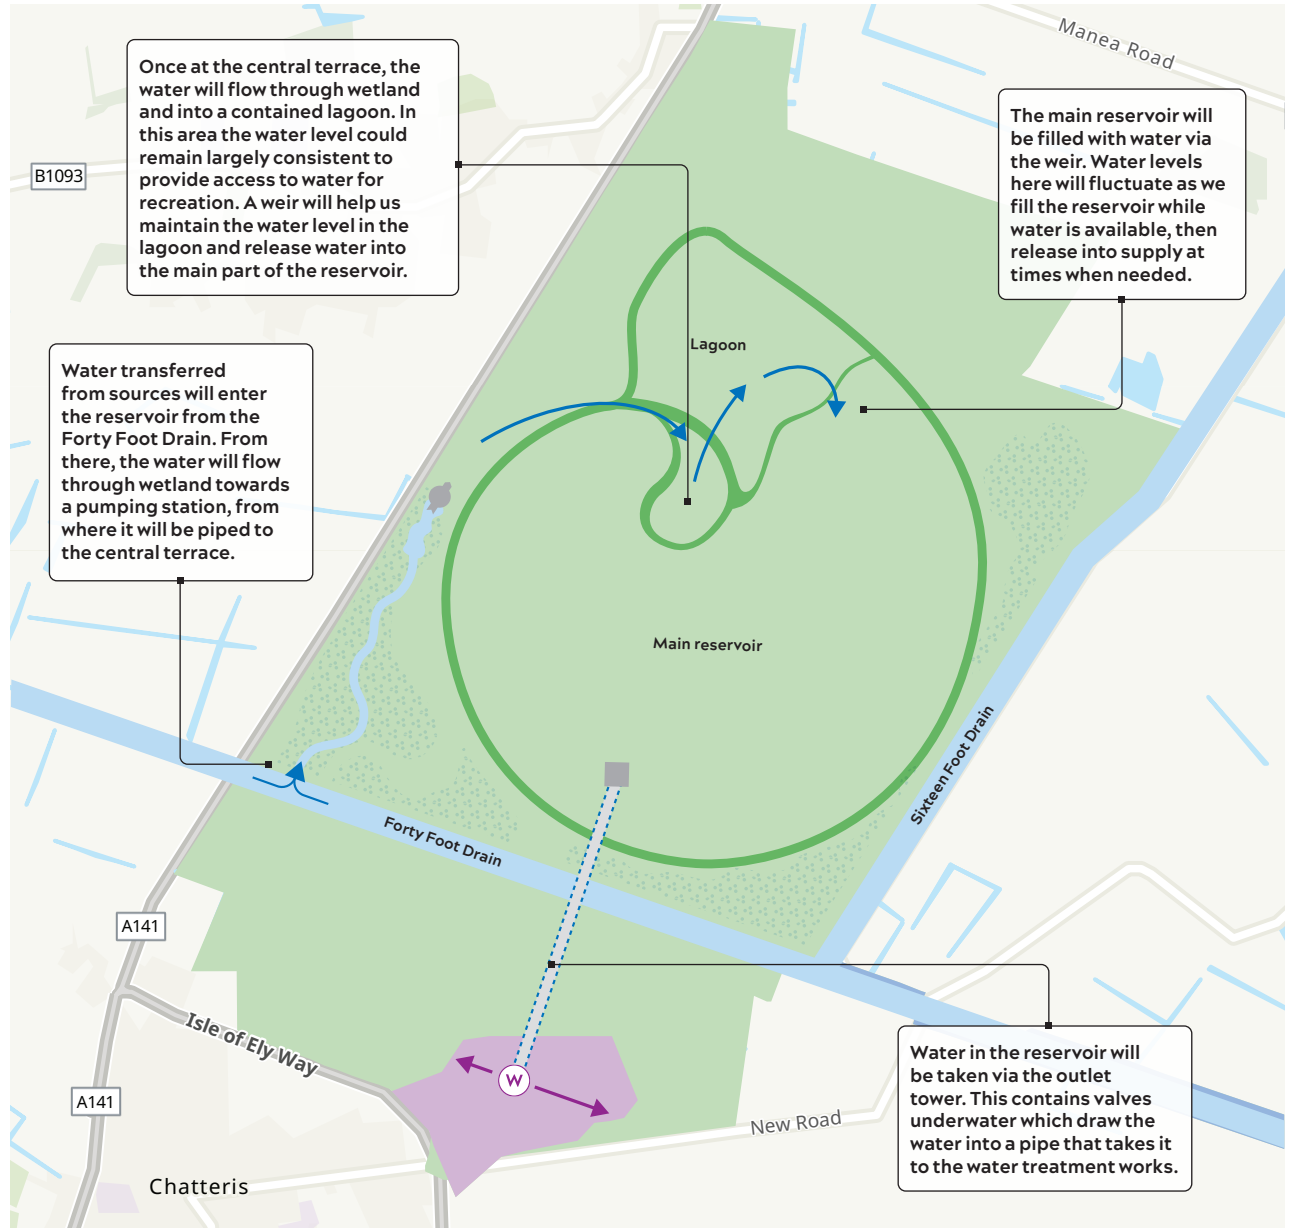 Manea Road
Once at the central terrace, the
water will flow through wetland
and into a contained lagoon. In
this area the water level could
remain largely consistent to
provide access to water for
recreation. A weir will help us
maintain the water level in the
lagoon and release water into
the main part of the reservoir.
The main reservoir will
be filled with water via
the weir. Water levels
here will fluctuate as we
fill the reservoir while
water is available, then
release into supply at
times when needed.
B1093
Lagoon
Water transferred
from sources will enter
the reservoir from the
Forty Foot Drain. From
there, the water will flow
through wetland towards
a pumping station, from
where it will be piped to
the central terrace.
Main reservoir
Sixteen Foot Drain
Forty Foot Drain
A141
Isle of Ely Way
Water in the reservoir will
be taken via the outlet
tower. This contains valves
underwater which draw the
water into a pipe that takes it
to the water treatment works.
W
A141
New Road
Chatteris